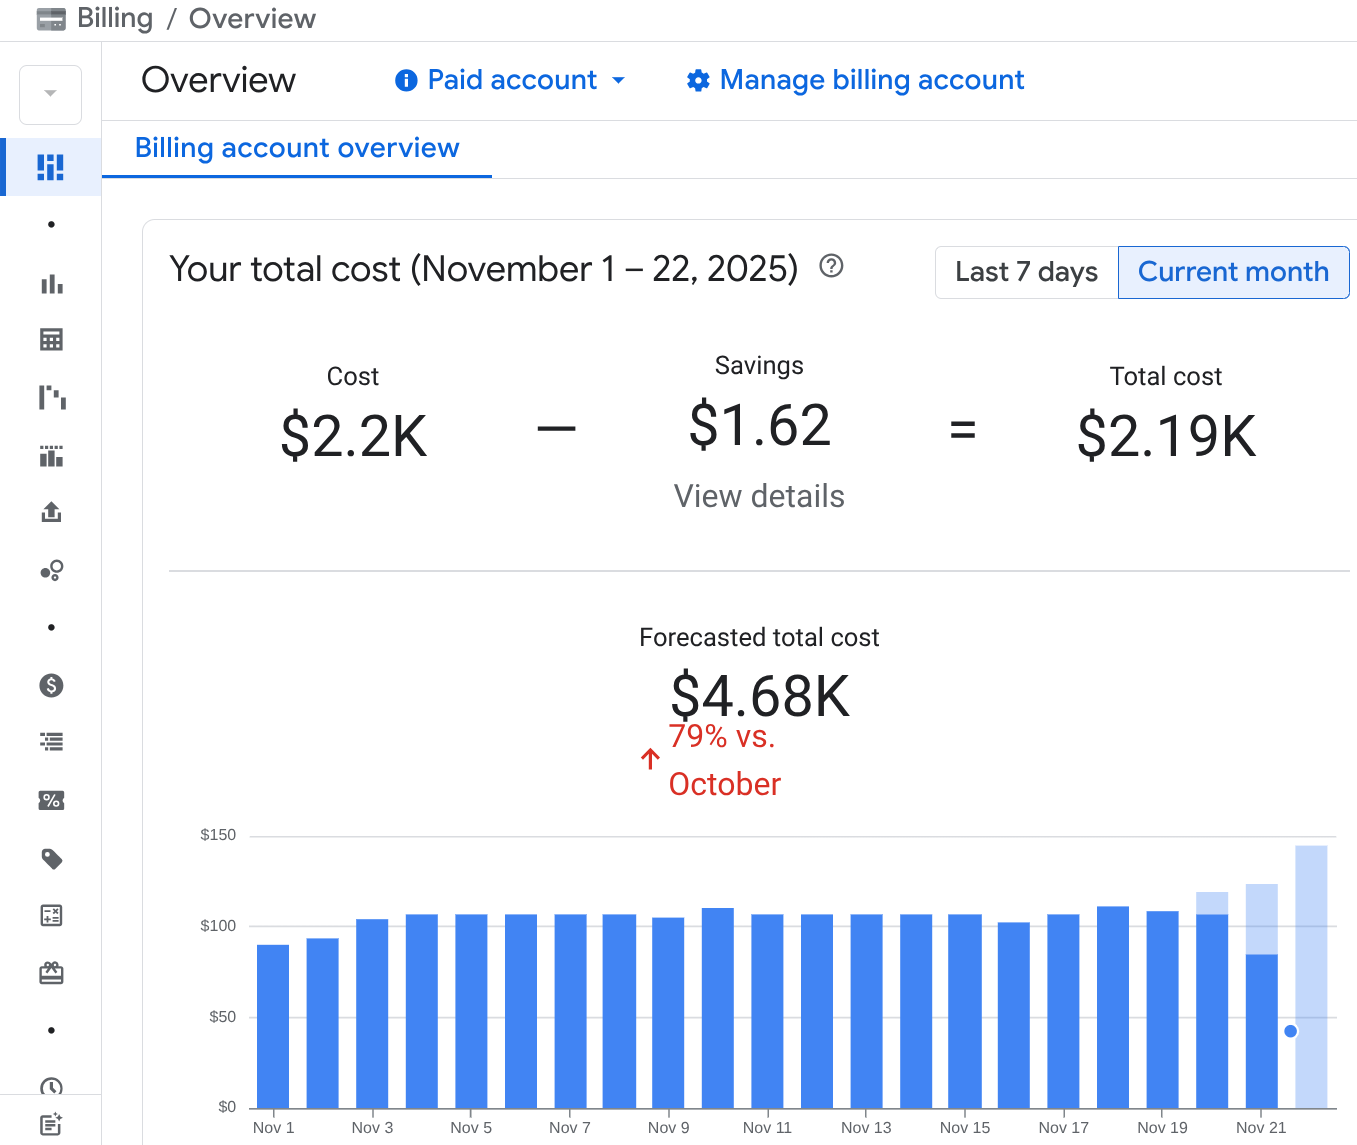 Billing / Overview
Overview
Paid account
Manage billing account
Billing account overview
Your total cost (November 1 – 22, 2025)
Last 7 days
Current month
Cost
$2.2K
—
Savings
$1.62
View details
=
Total cost
$2.19K
Forecasted total cost
$4.68K
79% vs.
October
$150
$100
$50
$0
Nov 1
Nov 3
Nov 5
Nov 7
Nov 9
Nov 11
Nov 13
Nov 15
Nov 17
Nov 19
Nov 21